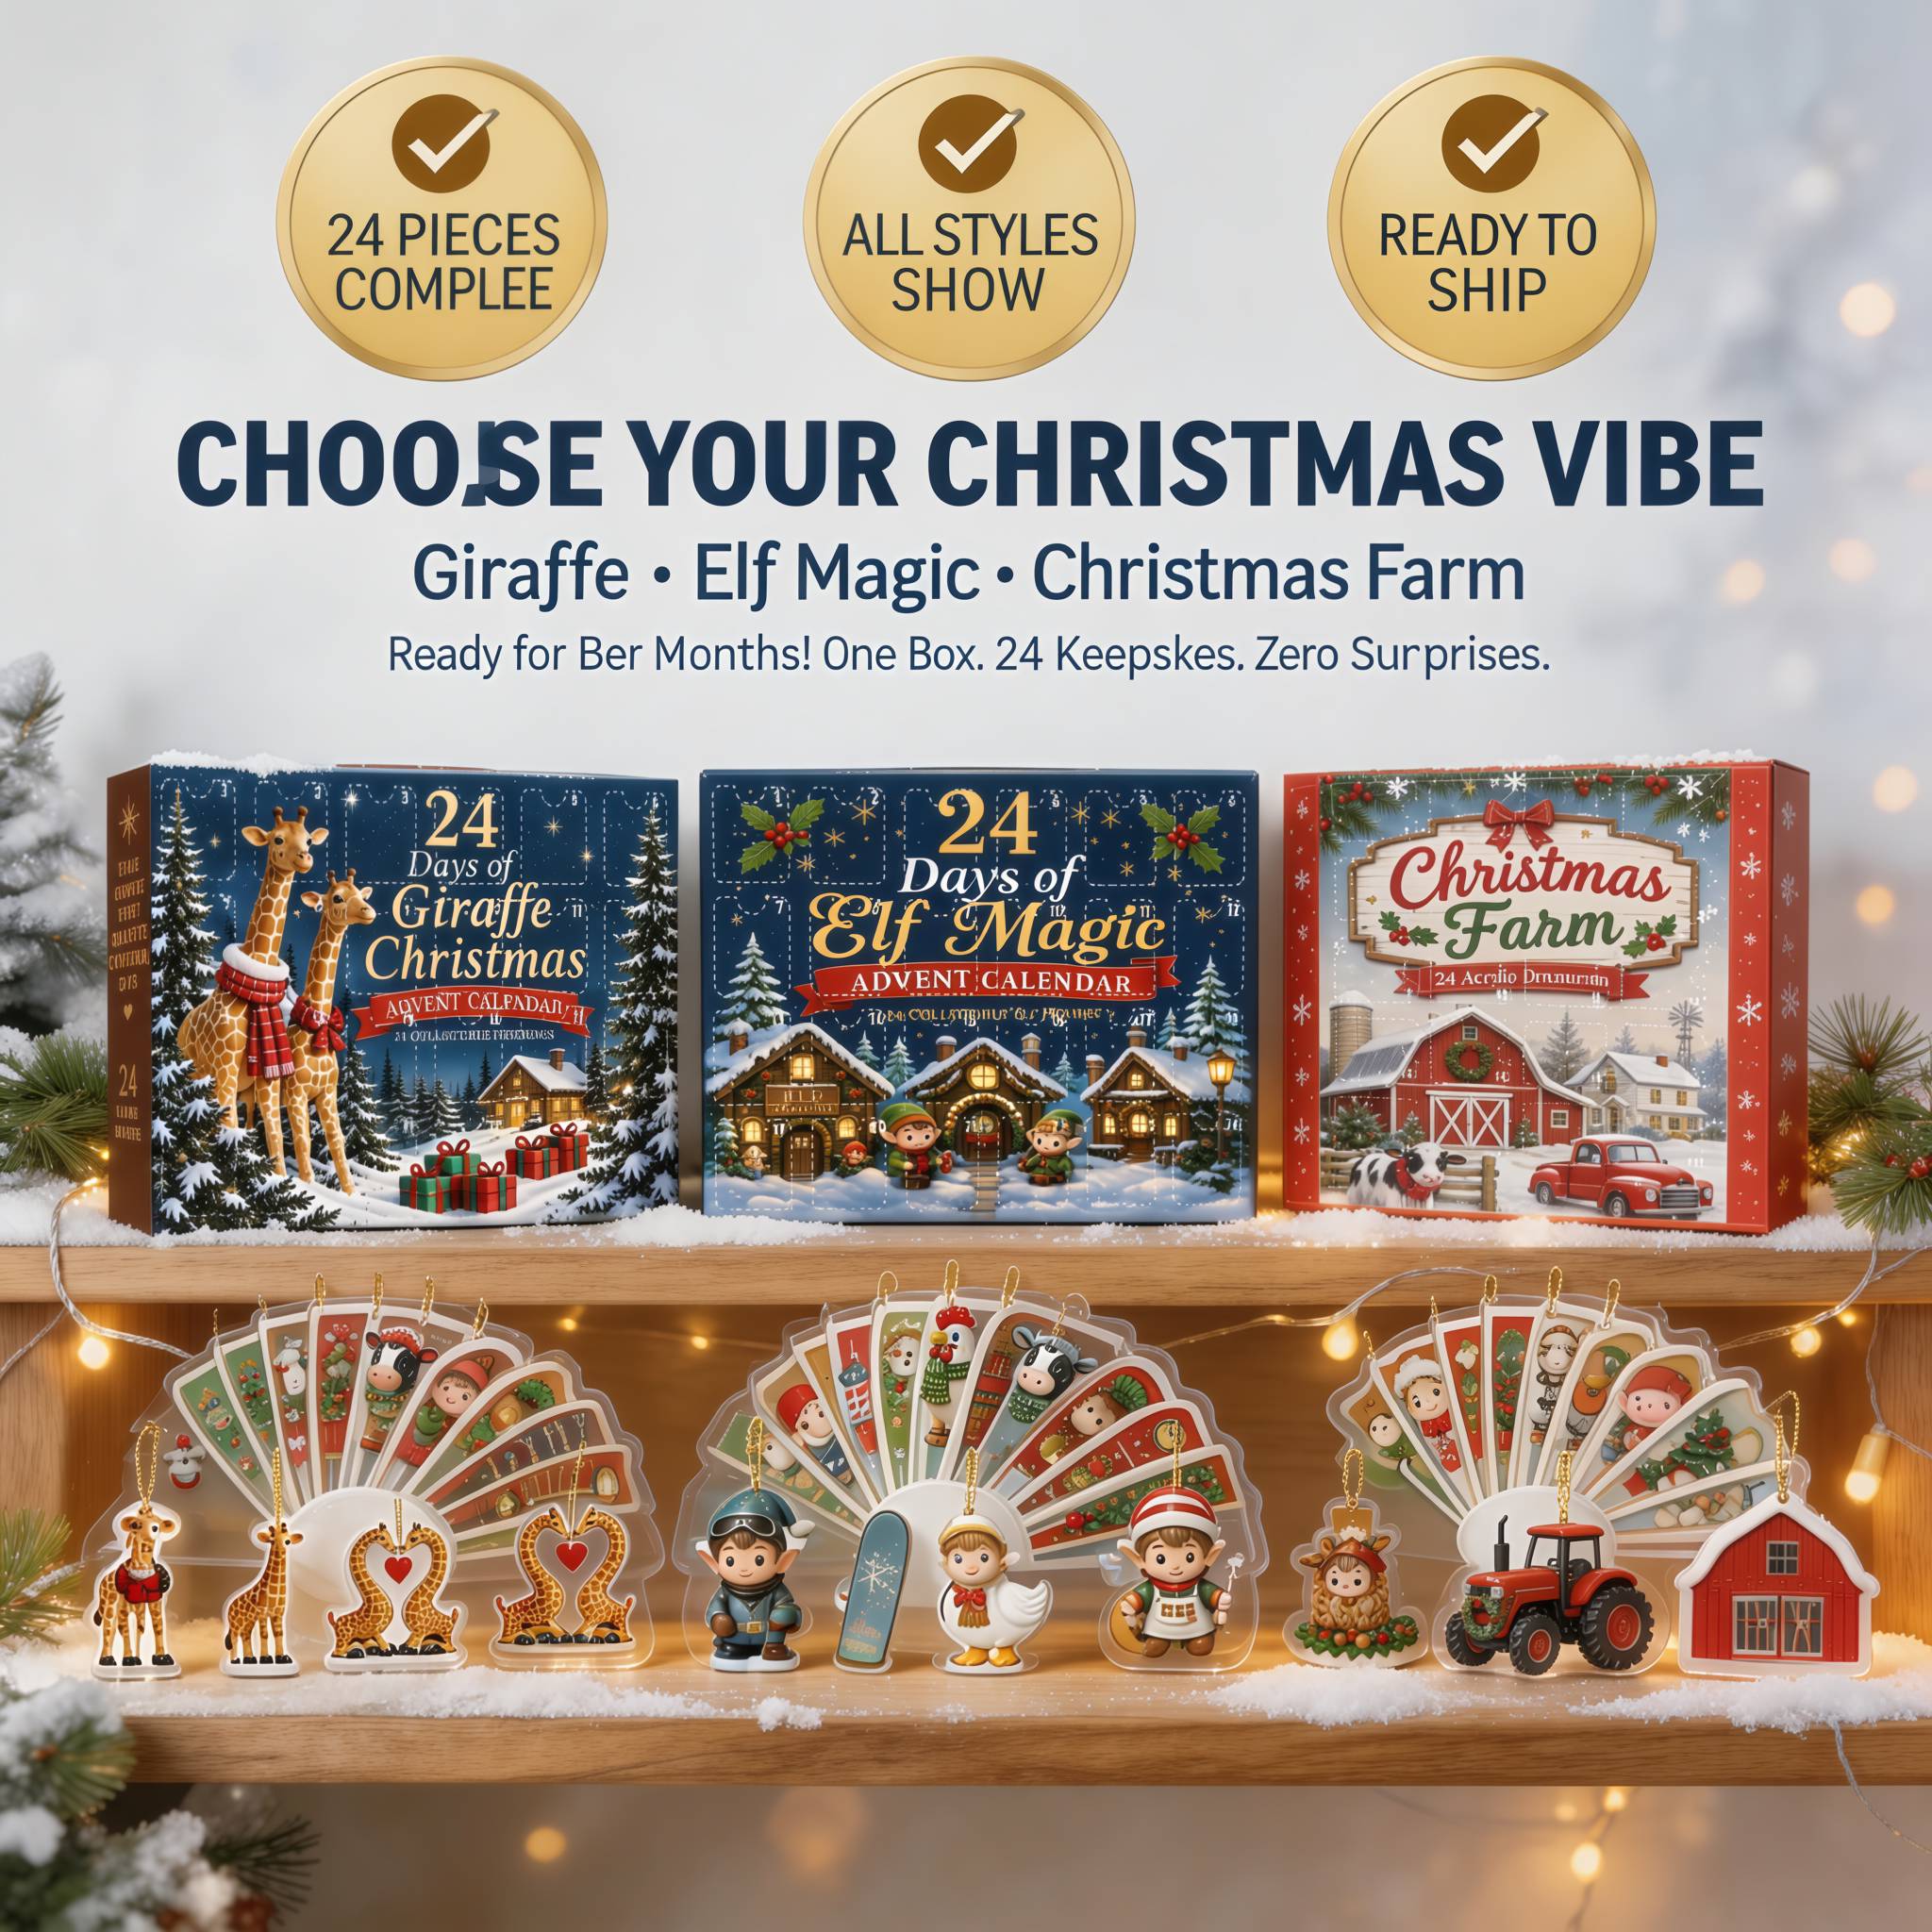 24 PIECES
COMPLEE
ALL STYLES
SHOW
READY TO
SHIP
CHOOSE YOUR CHRISTMAS VIBE
Giraffe • Elf Magic • Christmas Farm
Ready for Ber Months! One Box. 24 Keepskes. Zero Surprises.
24
Days of
Giraffe
Christmas
ADVENT
24
24
Days of
Elf Magic
ADVENT CALENDAR
Christmas
Farm
24